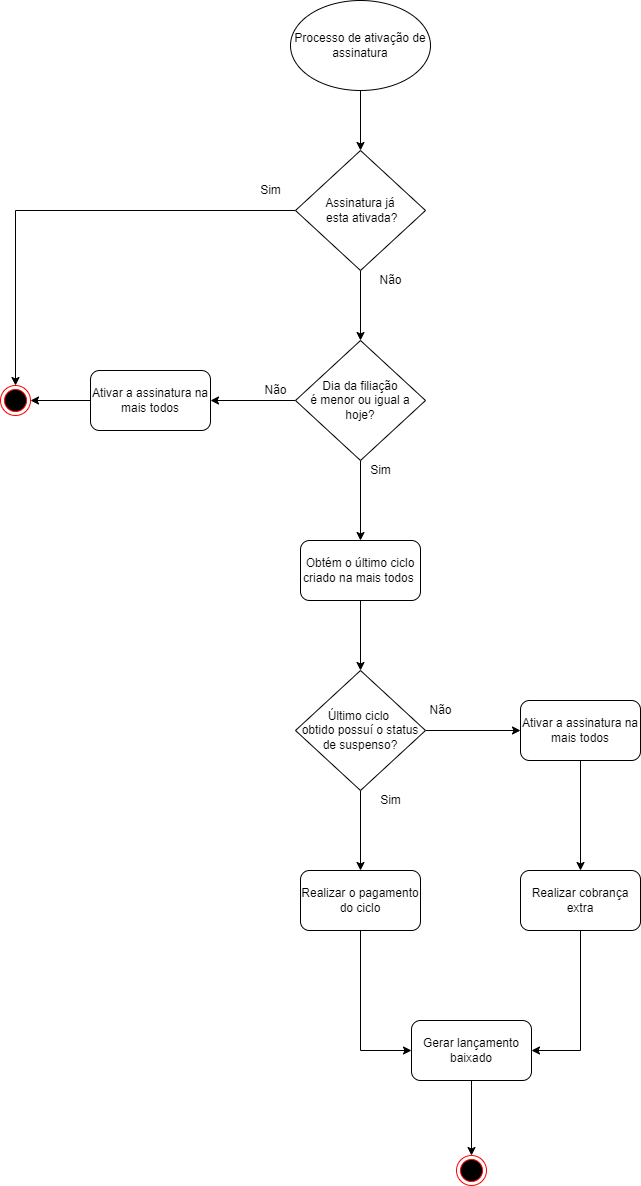 Processo de ativação de
assinatura
Sim
Assinatura já
esta ativada?
Não
Dia da filiação
é menor ou igual a
hoje?
Não
Ativar a assinatura na
mais todos
Sim
Obtém o último ciclo
criado na mais todos
Último ciclo
obtido possuí o status
de suspenso?
Não
Ativar a assinatura na
mais todos
Sim
Realizar o pagamento
do ciclo
Realizar cobrança
extra
Gerar lançamento
baixado